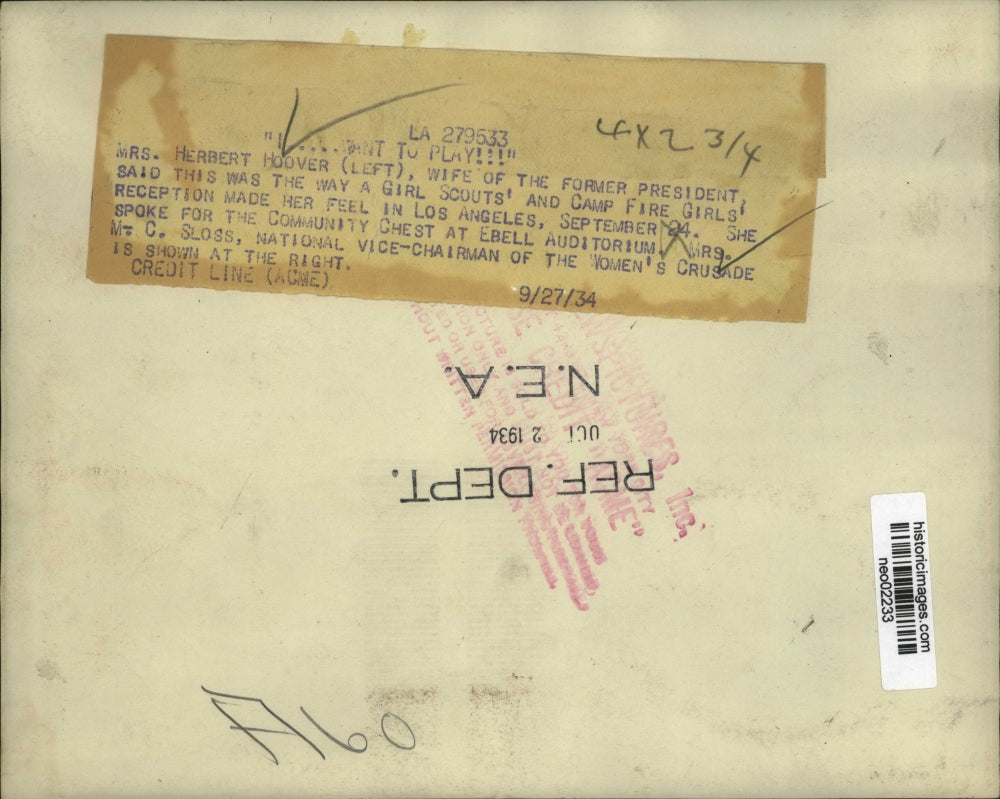 LA 279533
"I.....WANT TO PLAY!!!"
MRS. HERBERT HOOVER (LEFT), WIFE OF THE FORMER PRESIDENT,
SAID THIS WAS THE WAY A GIRL SCOUTS' AND CAMP FIRE GIRLS'
RECEPTION MADE HER FEEL IN LOS ANGELES, SEPTEMBER 24. SHE
SPOKE FOR THE COMMUNITY CHEST AT EBELL AUDITORIUM. MRS.
M. C. SLOSS, NATIONAL VICE-CHAIRMAN OF THE WOMEN'S CRUSADE
IS SHOWN AT THE RIGHT.
CREDIT LINE (ACME)
9/27/34
4 X 2 3/4
N.E.A.
OCT 2 1934
REF. DEPT.
historicimages.com
neo02233